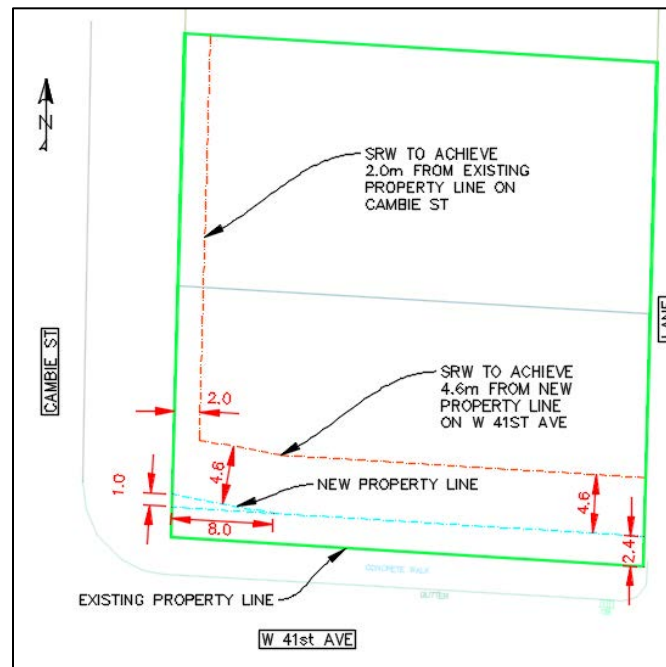 N
SRW TO ACHIEVE
2.0m FROM EXISTING
PROPERTY LINE ON
CAMBIE ST
LANE
CAMBIE ST
SRW TO ACHIEVE
4.6m FROM NEW
PROPERTY LINE
ON W 41ST AVE
2.0
4.6
NEW PROPERTY LINE
4.6
1.0
8.0
2.4
CONCRETE WALK
EXISTING PROPERTY LINE
GUTTER
W 41st AVE